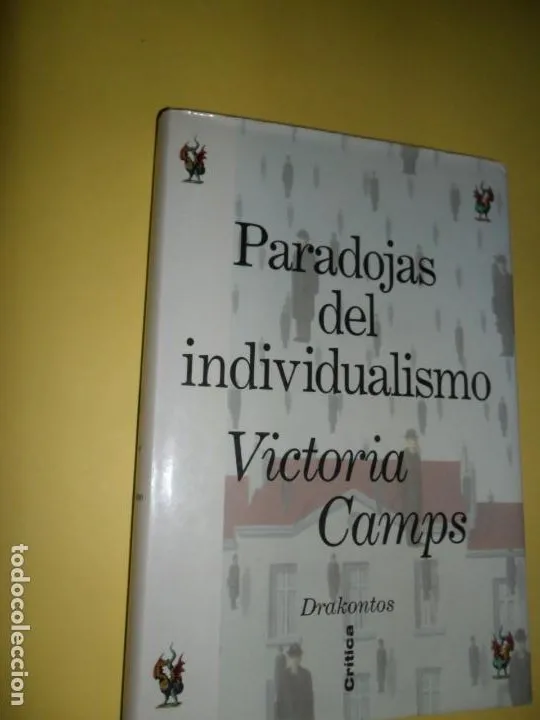 Paradojas
del
individualismo
Victoria
Camps
Drakontos
Crítica
todocoleccion